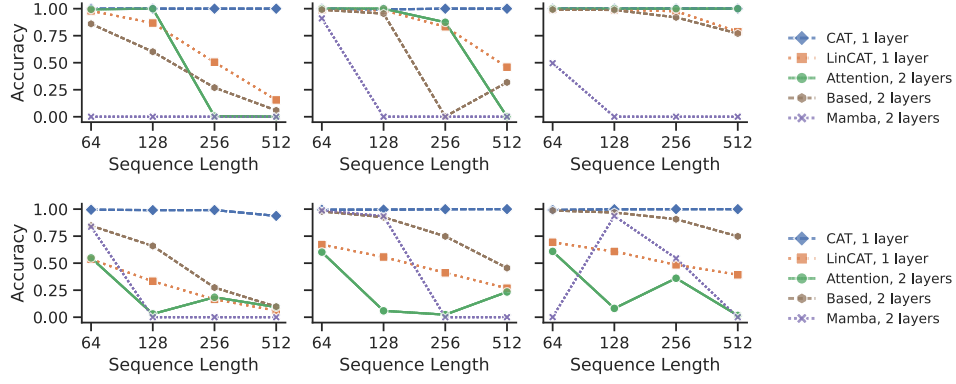 1.00
0.75
0.50
0.25
0.00
Accuracy
64 128 256 512
Sequence Length
64 128 256 512
Sequence Length
64 128 256 512
Sequence Length
CAT, 1 layer
LinCAT, 1 layer
Attention, 2 layers
Based, 2 layers
Mamba, 2 layers
1.00
0.75
0.50
0.25
0.00
Accuracy
64 128 256 512
Sequence Length
64 128 256 512
Sequence Length
64 128 256 512
Sequence Length
CAT, 1 layer
LinCAT, 1 layer
Attention, 2 layers
Based, 2 layers
Mamba, 2 layers